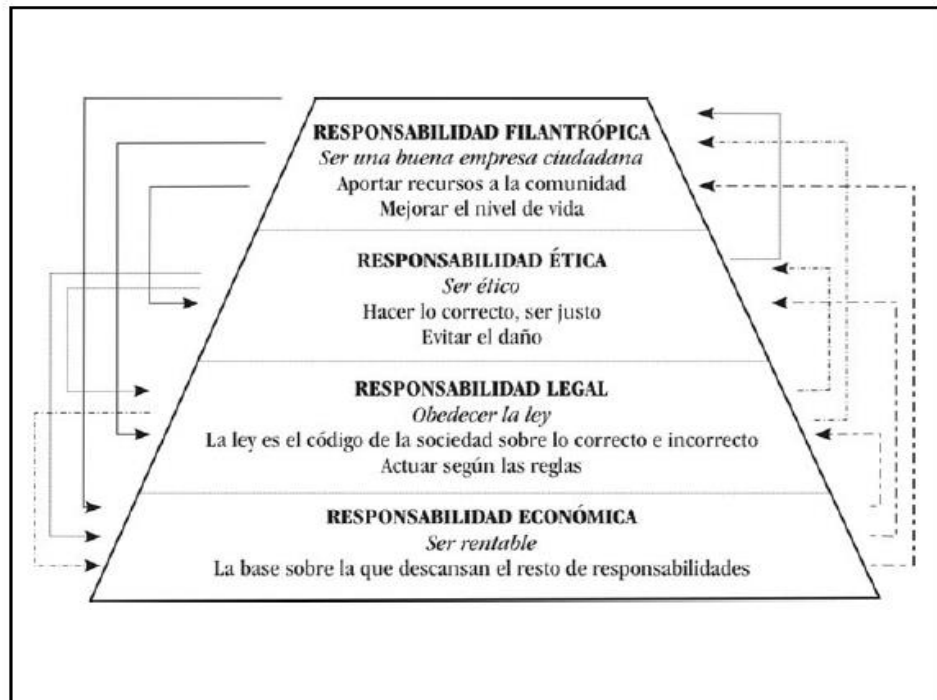 RESPONSABILIDAD FILANTRÓPICA
Ser una buena empresa ciudadana
Aportar recursos a la comunidad
Mejorar el nivel de vida
RESPONSABILIDAD ÉTICA
Ser ético
Hacer lo correcto, ser justo
Evitar el daño
RESPONSABILIDAD LEGAL
Obedecer la ley
La ley es el código de la sociedad sobre lo correcto e incorrecto
Actuar según las reglas
RESPONSABILIDAD ECONÓMICA
Ser rentable
La base sobre la que descansan el resto de responsabilidades